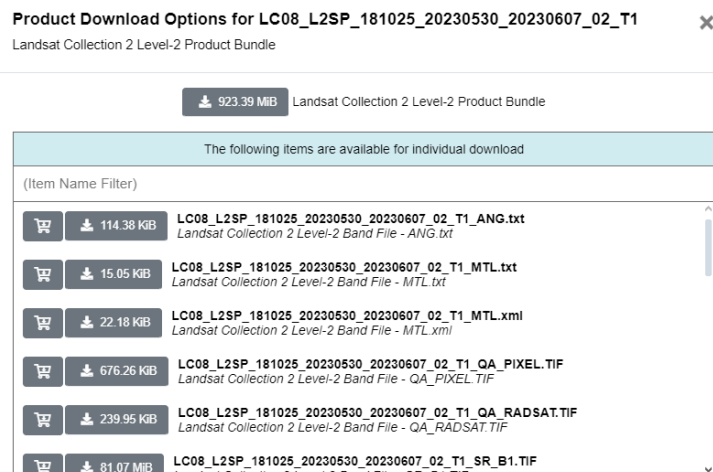 Product Download Options for LC08_L2SP_181025_20230530_20230607_02_T1
Landsat Collection 2 Level-2 Product Bundle
923.39 MiB Landsat Collection 2 Level-2 Product Bundle
The following items are available for individual download
(Item Name Filter)
114.38 KiB LC08_L2SP_181025_20230530_20230607_02_T1_ANG.txt
Landsat Collection 2 Level-2 Band File - ANG.txt
15.05 KiB LC08_L2SP_181025_20230530_20230607_02_T1_MTL.txt
Landsat Collection 2 Level-2 Band File - MTL.txt
22.18 KiB LC08_L2SP_181025_20230530_20230607_02_T1_MTL.xml
Landsat Collection 2 Level-2 Band File - MTL.xml
676.26 KiB LC08_L2SP_181025_20230530_20230607_02_T1_QA_PIXEL.TIF
Landsat Collection 2 Level-2 Band File - QA_PIXEL.TIF
239.95 KiB LC08_L2SP_181025_20230530_20230607_02_T1_QA_RADSAT.TIF
Landsat Collection 2 Level-2 Band File - QA_RADSAT.TIF
81.07 MiB LC08_L2SP_181025_20230530_20230607_02_T1_SR_B1.TIF